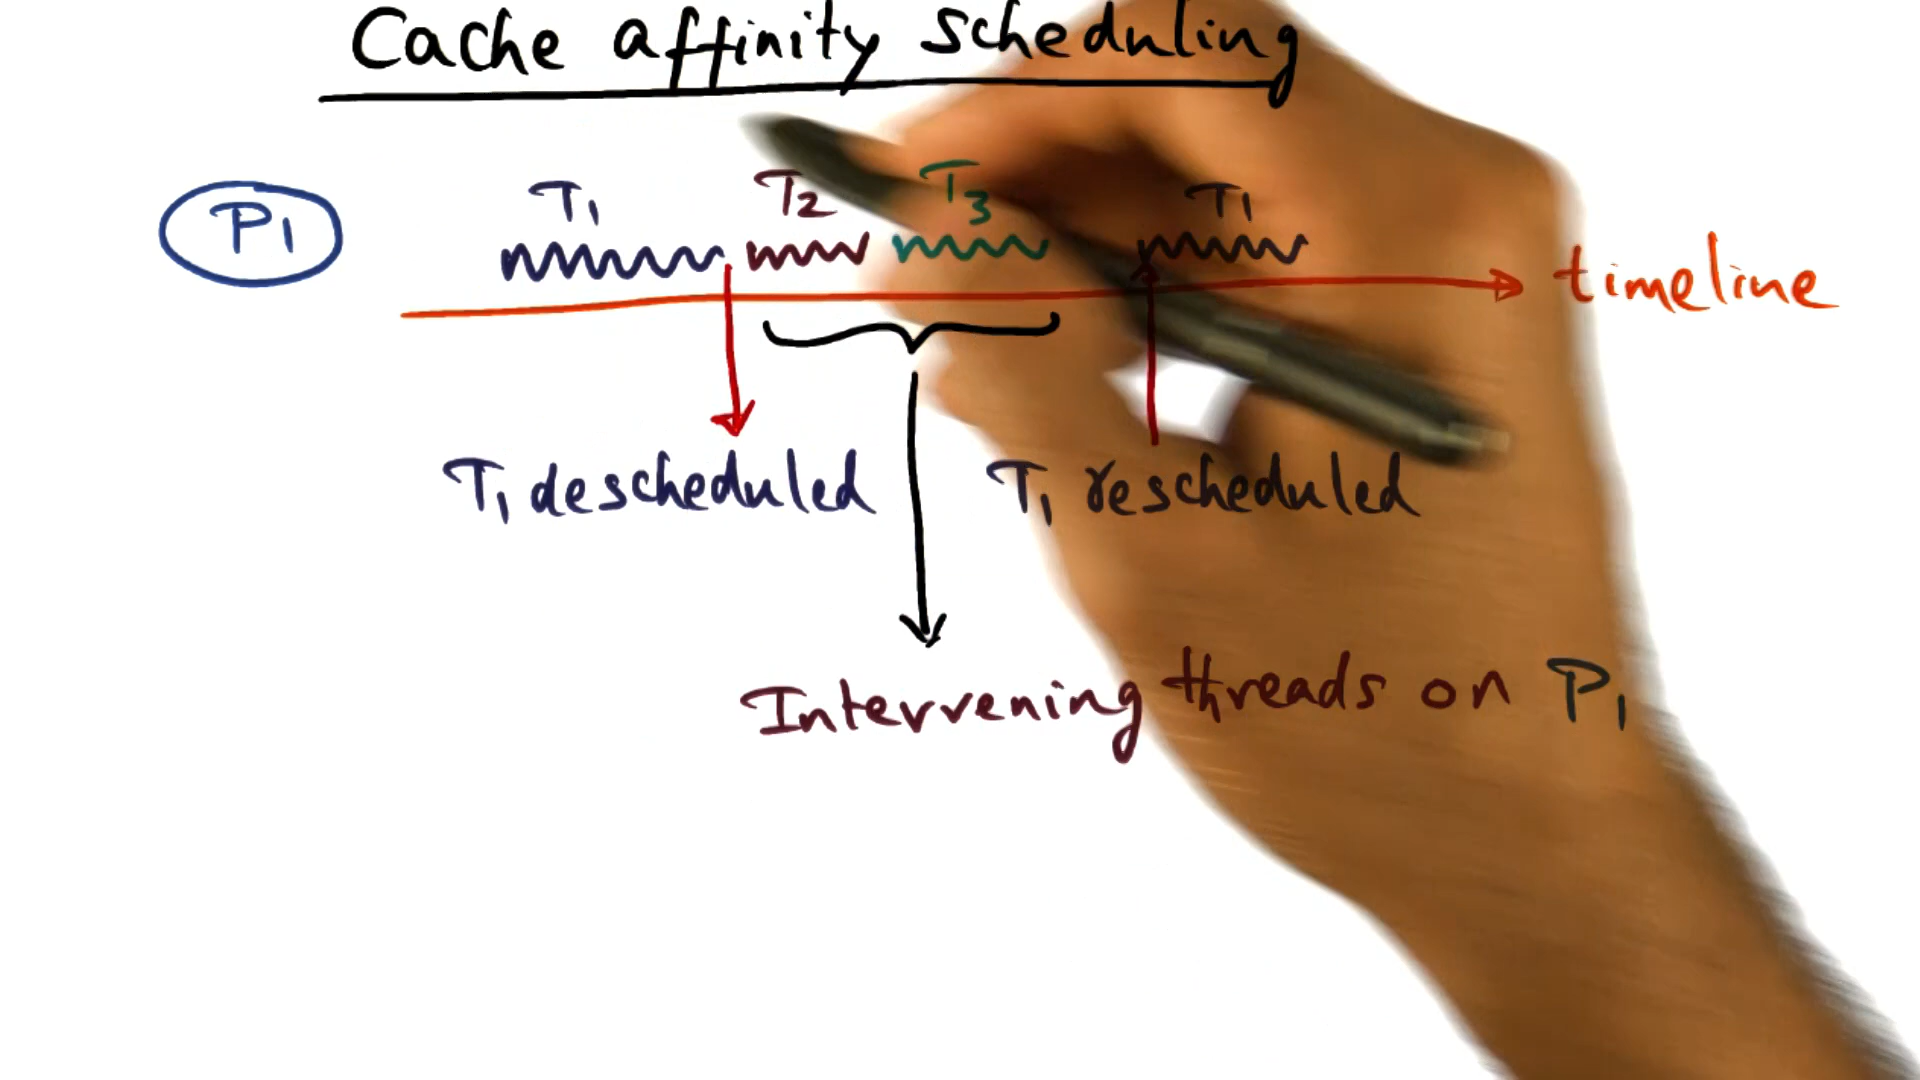 Cache affinity scheduling
P1 T1 T2 T3 T1
timeline
T1 descheduled T1 rescheduled
Intervening threads on P1